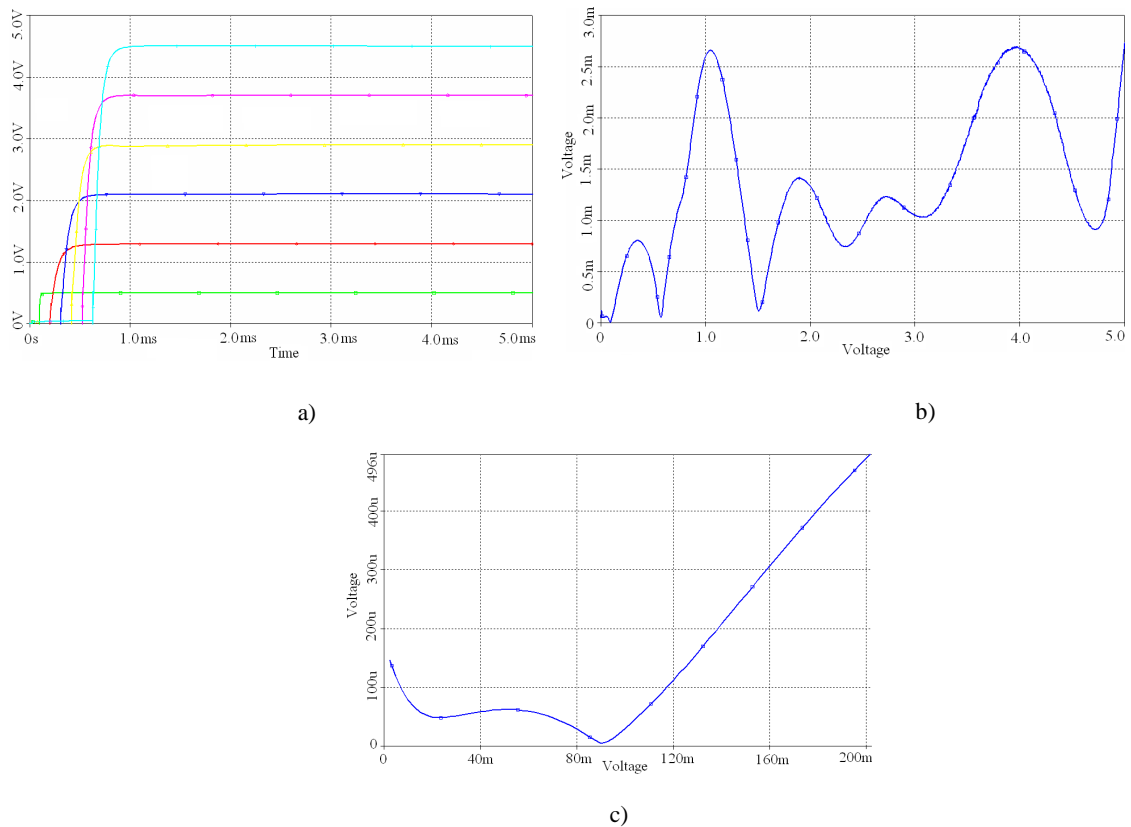 5.0V
4.0V
3.0V
2.0V
1.0V
0V
0s
1.0ms
2.0ms
3.0ms
4.0ms
5.0ms
Time
a)
3.0m
2.5m
2.0m
1.5m
1.0m
0.5m
0
Voltage
0
1.0
2.0
3.0
4.0
5.0
Voltage
b)
496u
400u
300u
200u
100u
0
Voltage
0
40m
80m
120m
160m
200m
Voltage
c)